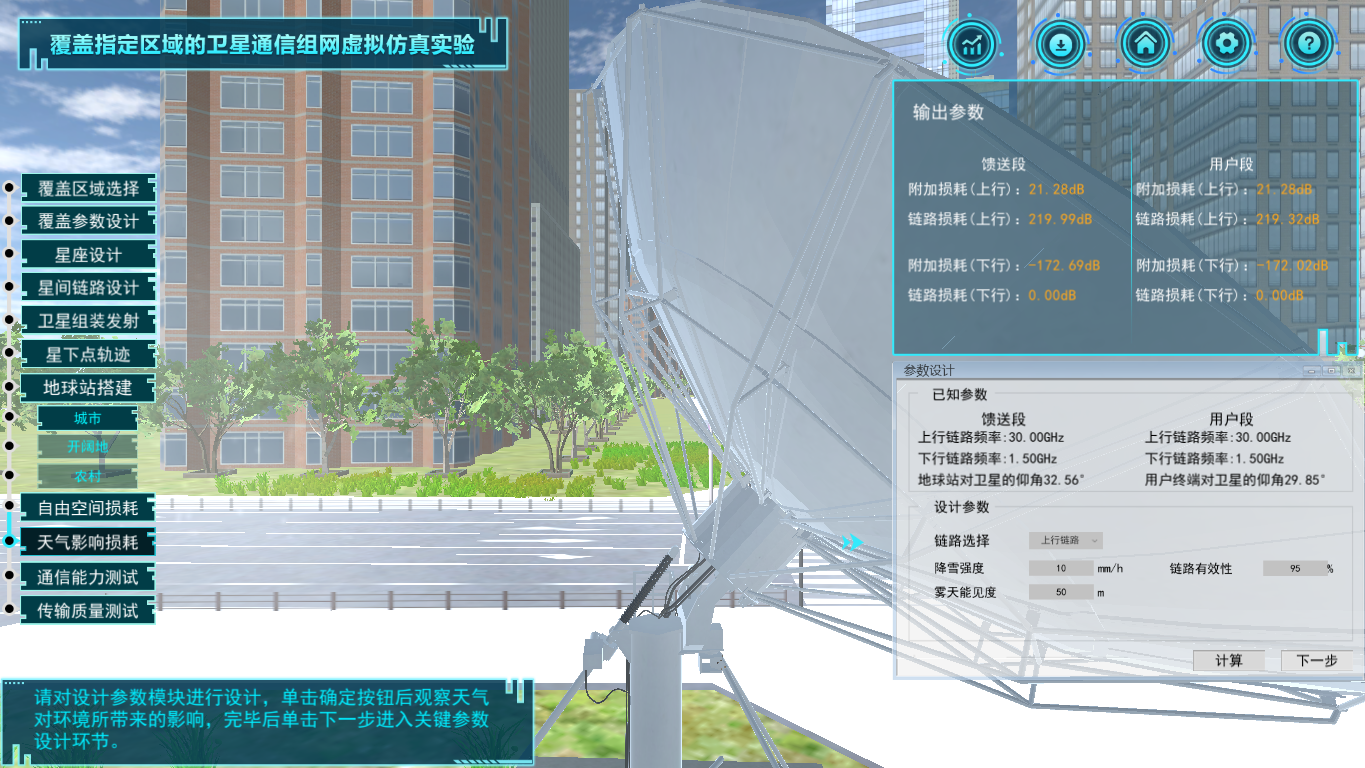 覆盖指定区域的卫星通信组网虚拟仿真实验
覆盖区域选择
覆盖参数设计
星座设计
星间链路设计
卫星组装发射
星下点轨迹
地球站搭建
城市
开阔地
农村
自由空间损耗
天气影响损耗
通信能力测试
传输质量测试
请对设计参数模块进行设计，单击确定按钮后观察天气
对环境所带来的影响，完毕后单击下一步进入关键参数
设计环节。
输出参数
馈送段 用户段
附加损耗(上行)：21.28dB 附加损耗(上行)：21.28dB
链路损耗(上行)：219.99dB 链路损耗(上行)：219.32dB
附加损耗(下行)：-172.69dB 附加损耗(下行)：-172.02dB
链路损耗(下行)：0.00dB 链路损耗(下行)：0.00dB
参数设计
已知参数
馈送段 用户段
上行链路频率:30.00GHz 上行链路频率:30.00GHz
下行链路频率:1.50GHz 下行链路频率:1.50GHz
地球站对卫星的仰角32.56° 用户终端对卫星的仰角29.85°
设计参数
链路选择 上行链路
降雪强度 10 mm/h 链路有效性 95 %
雾天能见度 50 m
计算 下一步